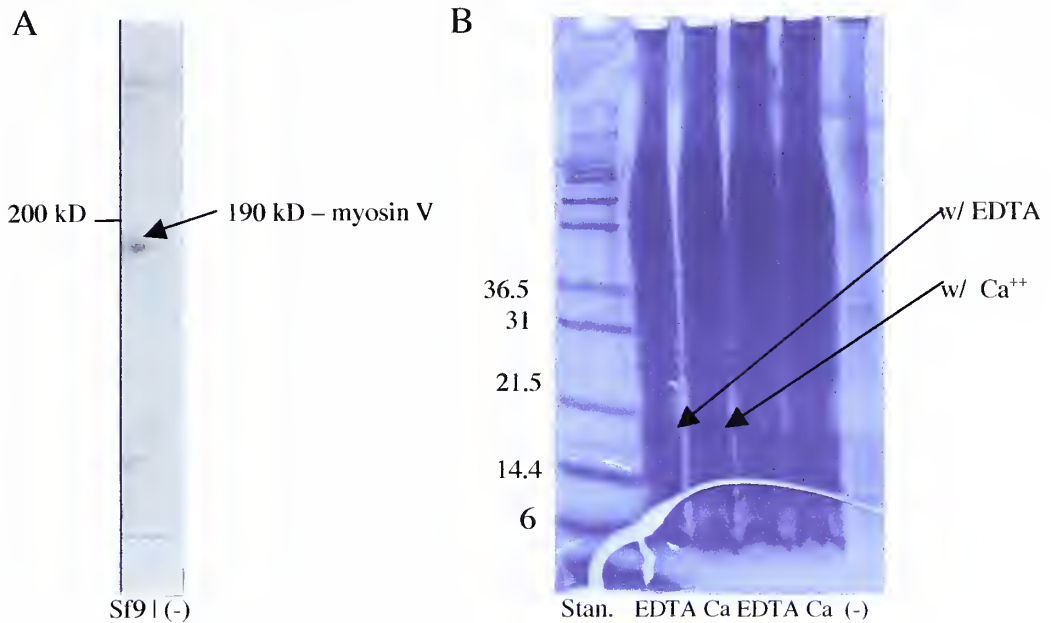 A
200 kD
190 kD – myosin V
Sf9 | (-)
B
36.5
31
21.5
14.4
6
w/ EDTA
w/ Ca++
Stan. EDTA Ca EDTA Ca (-)